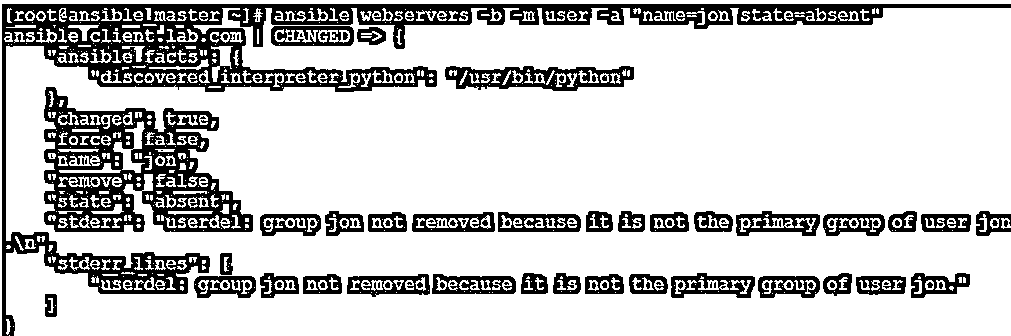 [root@ansible master ~]# ansible webservers -b -m user -a "name=jon state=absent"
ansible_client.lab.com | CHANGED => {
    "ansible_facts": {
        "discovered_interpreter_python": "/usr/bin/python"
    },
    "changed": true,
    "force": false,
    "name": "jon",
    "remove": false,
    "state": "absent",
    "stderr": "userdel: group jon not removed because it is not the primary group of user jon
.\n",
    "stderr_lines": [
        "userdel: group jon not removed because it is not the primary group of user jon."
    ]
}